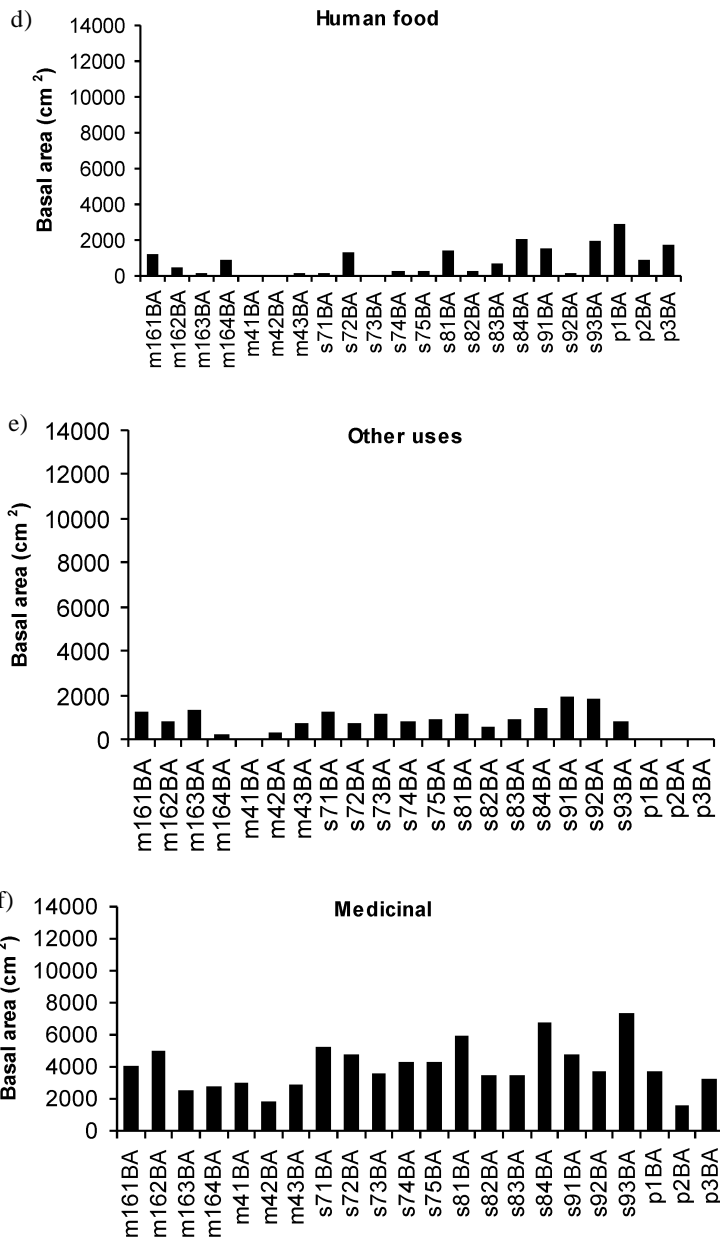 d)
Human food
Basal area (cm ²)
14000
12000
10000
8000
6000
4000
2000
0
m161BA
m162BA
m163BA
m164BA
m41BA
m42BA
m43BA
s71BA
s72BA
s73BA
s74BA
s75BA
s81BA
s82BA
s83BA
s84BA
s91BA
s92BA
s93BA
p1BA
p2BA
p3BA
e)
Other uses
Basal area (cm ²)
14000
12000
10000
8000
6000
4000
2000
0
m161BA
m162BA
m163BA
m164BA
m41BA
m42BA
m43BA
s71BA
s72BA
s73BA
s74BA
s75BA
s81BA
s82BA
s83BA
s84BA
s91BA
s92BA
s93BA
p1BA
p2BA
p3BA
f)
Medicinal
Basal area (cm ²)
14000
12000
10000
8000
6000
4000
2000
0
m161BA
m162BA
m163BA
m164BA
m41BA
m42BA
m43BA
s71BA
s72BA
s73BA
s74BA
s75BA
s81BA
s82BA
s83BA
s84BA
s91BA
s92BA
s93BA
p1BA
p2BA
p3BA